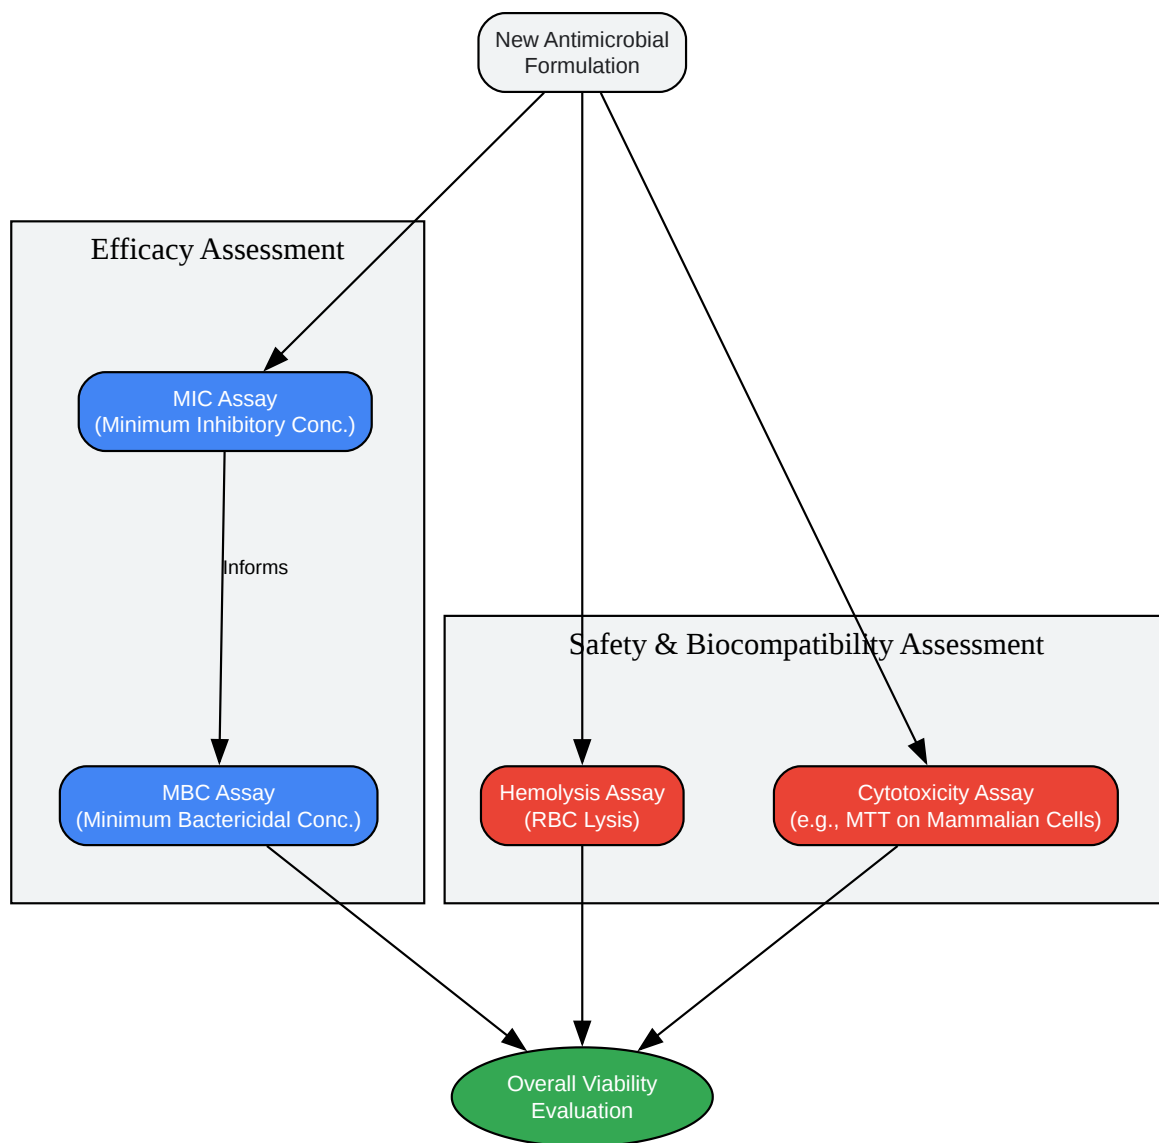 New Antimicrobial
Formulation
Efficacy Assessment
MIC Assay
(Minimum Inhibitory Conc.)
Informs
Safety & Biocompatibility Assessment
MBC Assay
(Minimum Bactericidal Conc.)
Hemolysis Assay
(RBC Lysis)
Cytotoxicity Assay
(e.g., MTT on Mammalian Cells)
Overall Viability
Evaluation